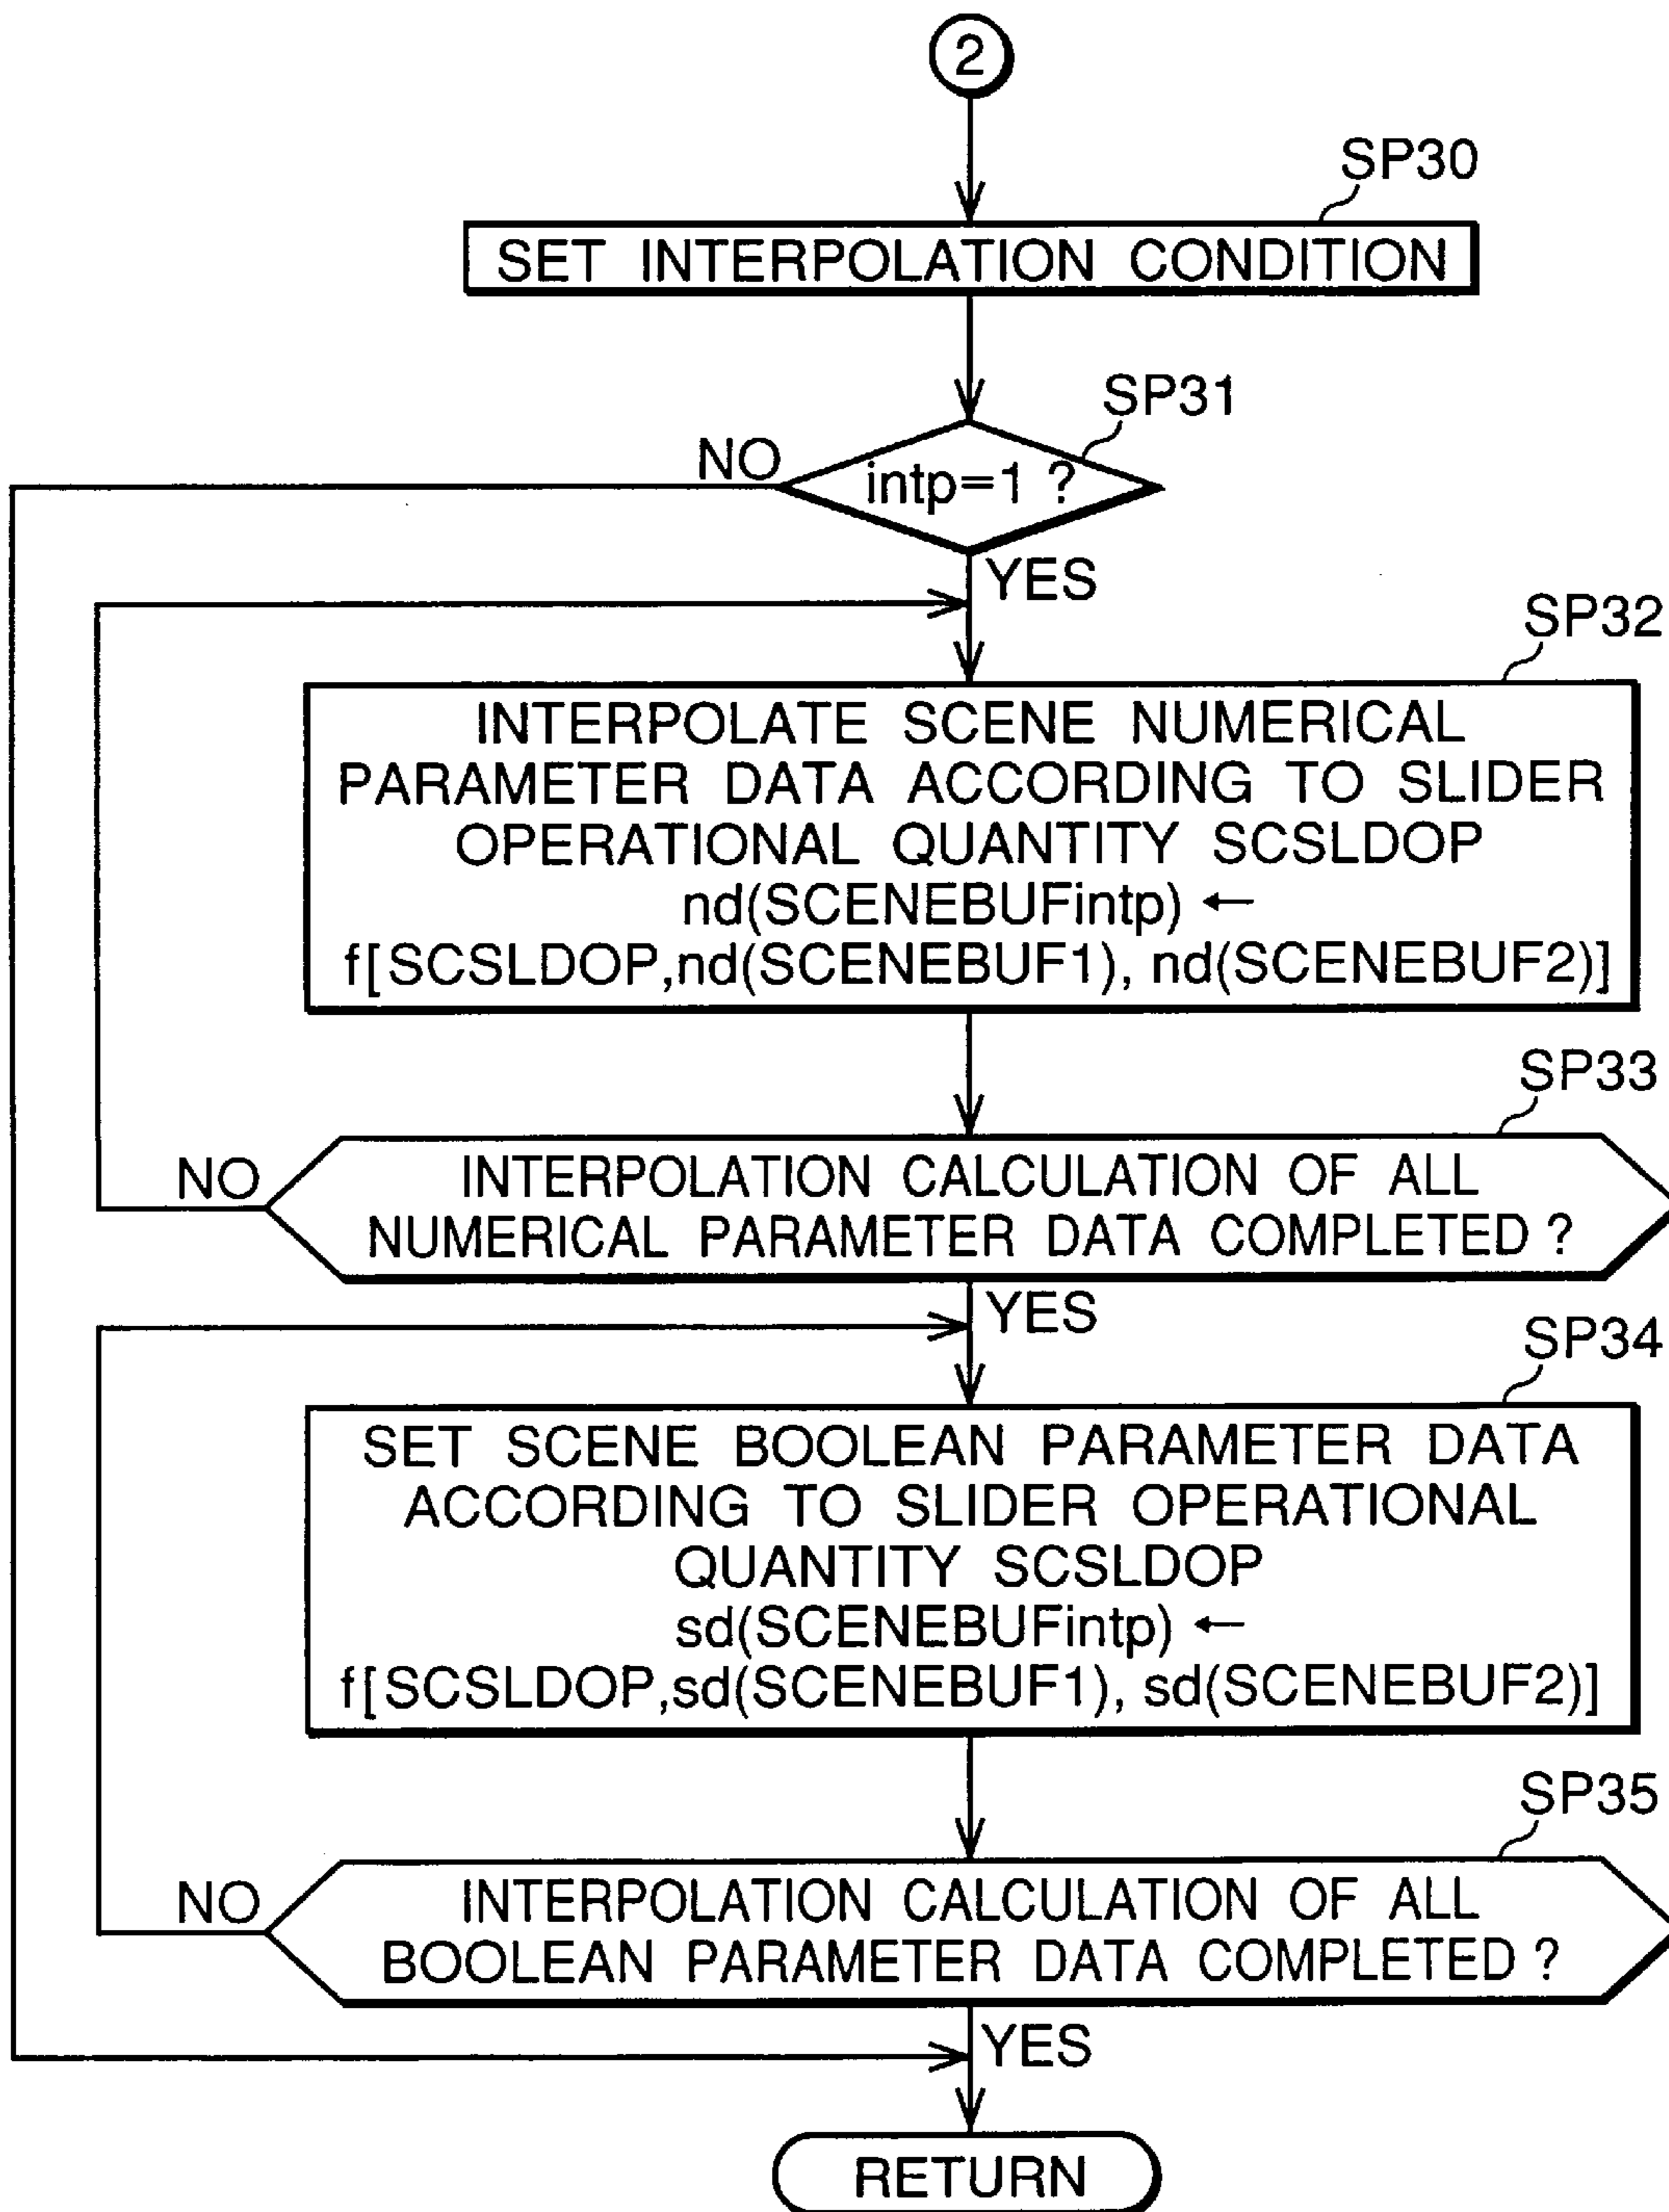 2
SP30
SET INTERPOLATION CONDITION
SP31
NO
intp=1 ?
YES
SP32
INTERPOLATE SCENE NUMERICAL
PARAMETER DATA ACCORDING TO SLIDER
OPERATIONAL QUANTITY SCSLDOP
nd(SCENEBUFintp) ←
f[SCSLDOP,nd(SCENEBUF1), nd(SCENEBUF2)]
SP33
NO
INTERPOLATION CALCULATION OF ALL
NUMERICAL PARAMETER DATA COMPLETED ?
YES
SP34
SET SCENE BOOLEAN PARAMETER DATA
ACCORDING TO SLIDER OPERATIONAL
QUANTITY SCSLDOP
sd(SCENEBUFintp) ←
f[SCSLDOP,sd(SCENEBUF1), sd(SCENEBUF2)]
SP35
NO
INTERPOLATION CALCULATION OF ALL
BOOLEAN PARAMETER DATA COMPLETED ?
YES
RETURN